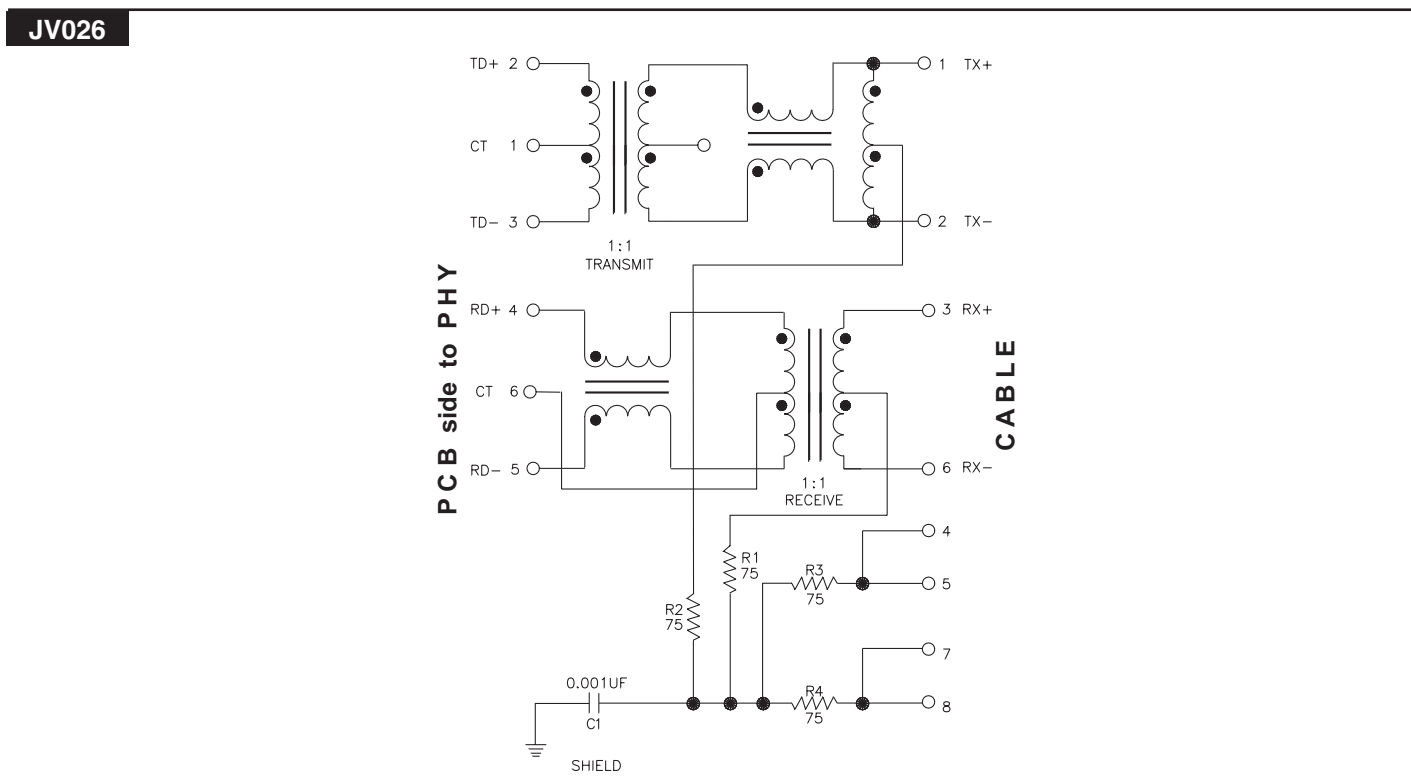 JV026
TD+ 2
1 TX+
CT 1
TD- 3
2 TX-
1:1
TRANSMIT
PCB side to PHY
RD+ 4
3 RX+
CABLE
CT 6
RD- 5
6 RX-
1:1
RECEIVE
4
R1
75
R3
75
5
R2
75
7
0.001UF
C1
R4
75
8
SHIELD